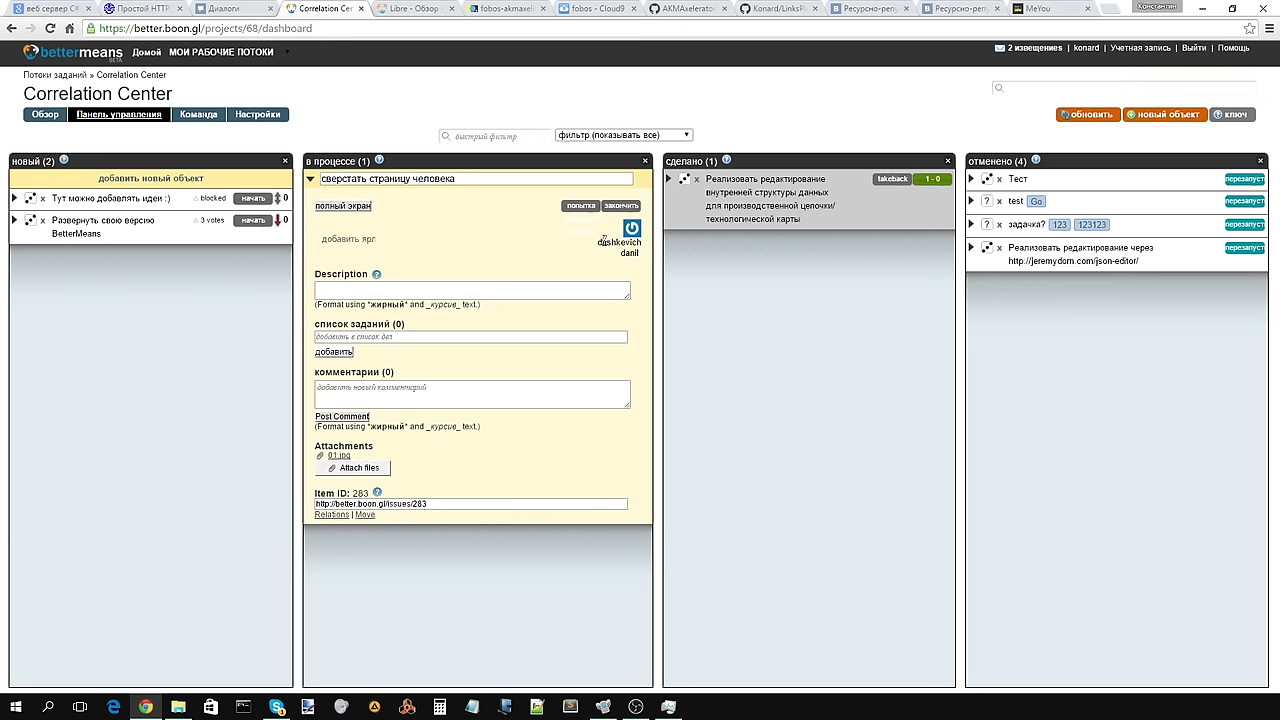 веб сервер C#
Простой HTTP
Диалоги
Correlation Cer
Libre - Обзор
fobos-akmaxel
fobos - Cloud9
AKMAxelerator
Konard/LinksPl
Ресурсно-репу
Ресурсно-репу
MeYou
Константин
https://better.boon.gl/projects/68/dashboard
bettermeans
BETA
Домой
МОИ РАБОЧИЕ ПОТОКИ
2 извещениes | konard | Учетная запись | Выйти | Помощь
Потоки заданий » Correlation Center
Correlation Center
Обзор
Панель управления
Команда
Настройки
обновить
новый объект
ключ
быстрый фильтр
фильтр (показывать все)
новый (2)
добавить новый объект
Тут можно добавлять идеи :)
blocked
начать
0
Развернуть свою версию
BetterMeans
3 votes
начать
0
в процессе (1)
сверстать страницу человека
полный экран
попытка
закончить
добавить ярл
dashkevich
danil
Description
(Format using *жирный* and _курсив_ text.)
список заданий (0)
добавить в список дел
добавить
комментарии (0)
добавить новый комментарий
Post Comment
(Format using *жирный* and _курсив_ text.)
Attachments
01.jpg
Attach files
Item ID: 283
http://better.boon.gl/issues/283
Relations | Move
сделано (1)
Реализовать редактирование
внутренней структуры данных
для производственной цепочки/
технологической карты
takeback
1 - 0
отменено (4)
Тест
перезапуст
test Go
перезапуст
задачка? 123 123123
перезапуст
Реализовать редактирование через
http://jeremydorn.com/json-editor/
перезапуст